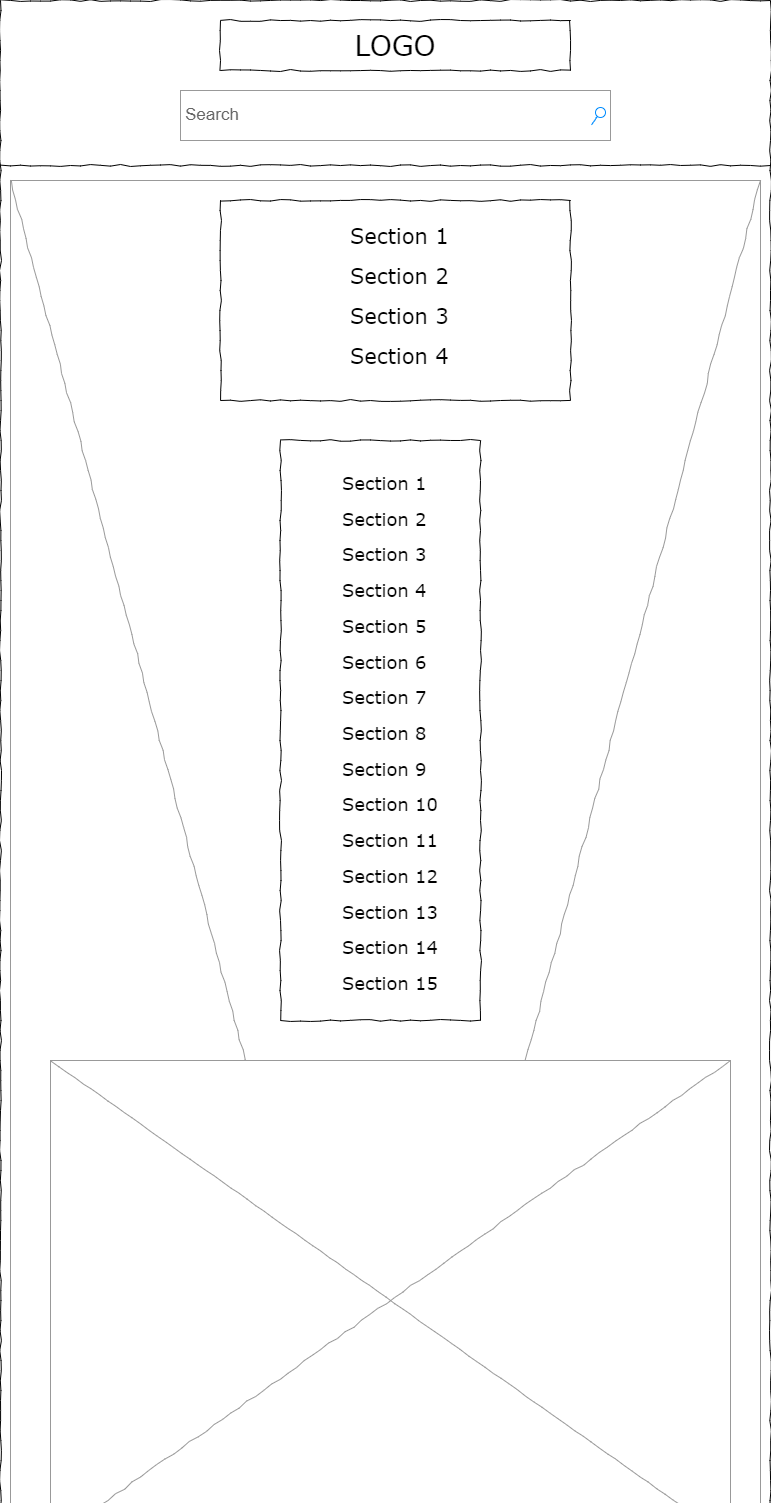 LOGO
Search
Section 1
Section 2
Section 3
Section 4
Section 1
Section 2
Section 3
Section 4
Section 5
Section 6
Section 7
Section 8
Section 9
Section 10
Section 11
Section 12
Section 13
Section 14
Section 15